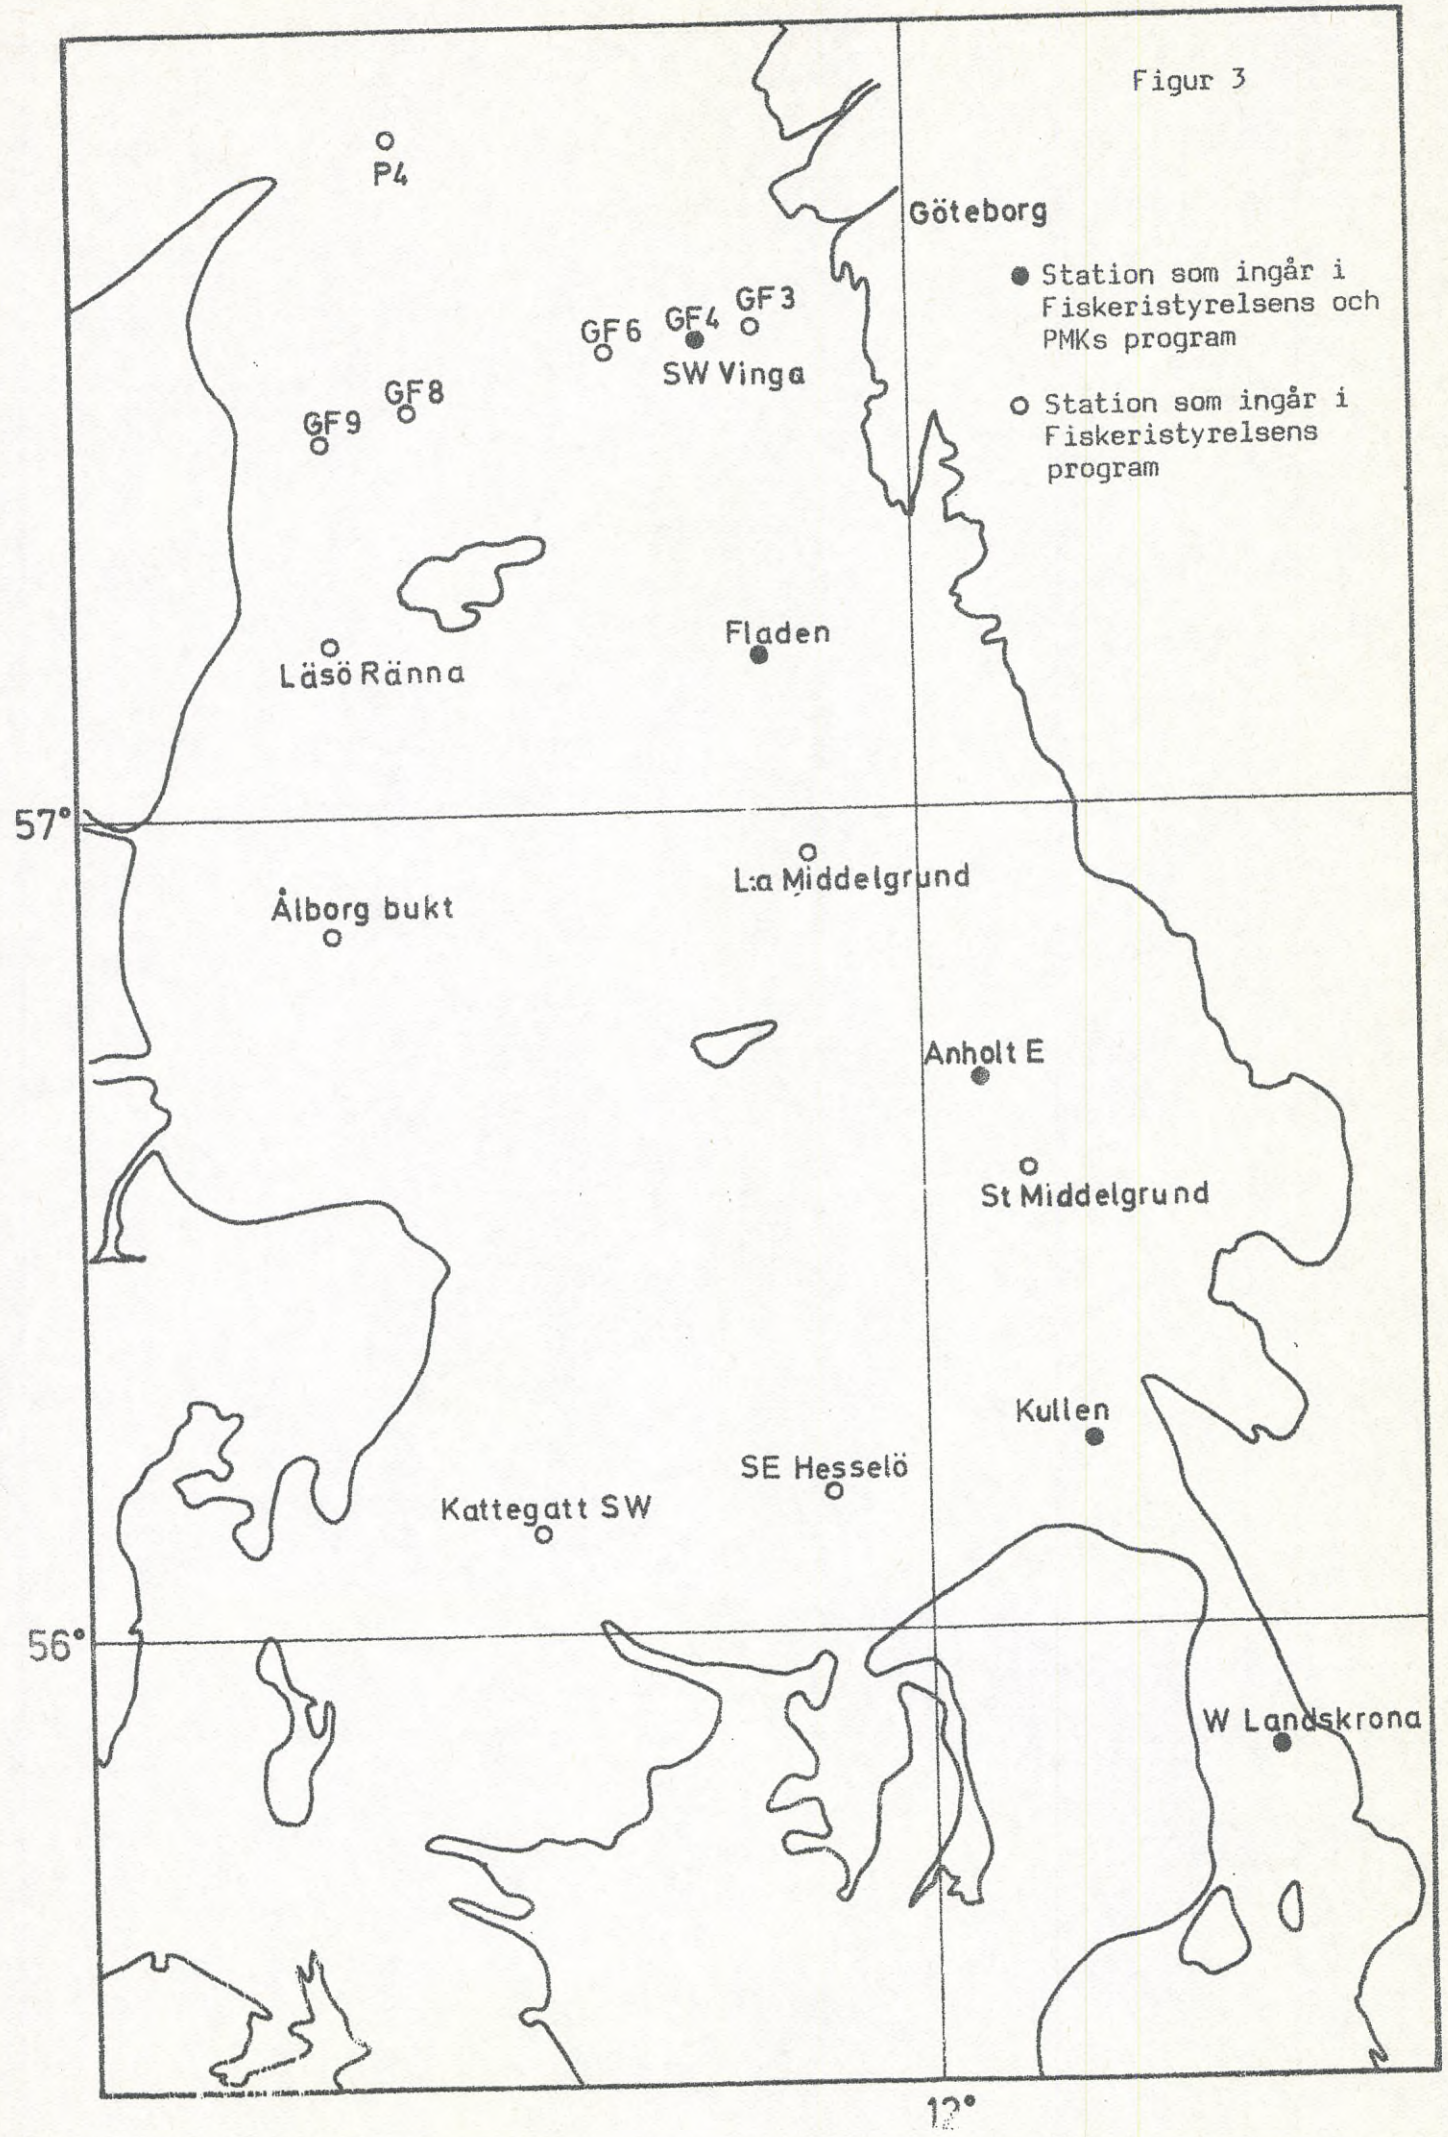 Figur 3
P4
Göteborg
● Station som ingår i
Fiskeristyrelsens och
PMKs program
GF3
GF4
GF6
SW Vinga
GF8
GF9
○ Station som ingår i
Fiskeristyrelsens
program
Fladen
Läsö Ränna
57°
L:a Middelgrund
Ålborg bukt
Anholt E
St Middelgrund
Kullen
SE Hesselö
Kattegatt SW
56°
W Landskrona
12°